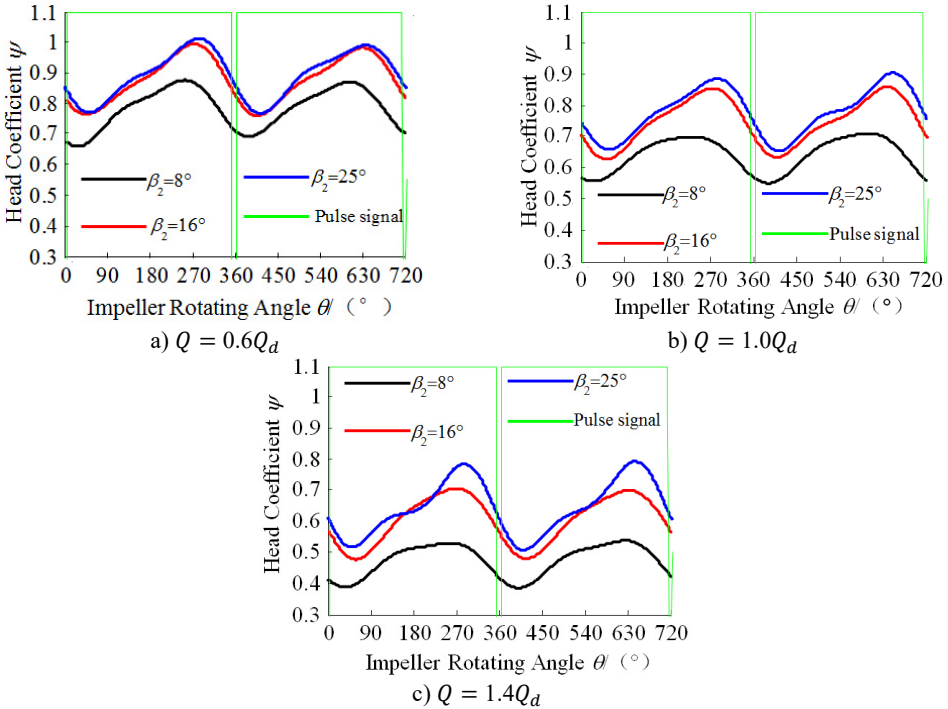 1.1
1
0.9
0.8
0.7
0.6
0.5
0.4
0.3
Head Coefficient ψ
β₂=8°
β₂=25°
β₂=16°
Pulse signal
0 90 180 270 360 450 540 630 720
Impeller Rotating Angle θ/（°）
a) Q = 0.6Q_d
1.1
1
0.9
0.8
0.7
0.6
0.5
0.4
0.3
Head Coefficient ψ
β₂=8°
β₂=25°
β₂=16°
Pulse signal
0 90 180 270 360 450 540 630 720
Impeller Rotating Angle θ/（°）
b) Q = 1.0Q_d
1.1
1
0.9
0.8
0.7
0.6
0.5
0.4
0.3
Head Coefficient ψ
β₂=8°
β₂=25°
β₂=16°
Pulse signal
0 90 180 270 360 450 540 630 720
Impeller Rotating Angle θ/（°）
c) Q = 1.4Q_d